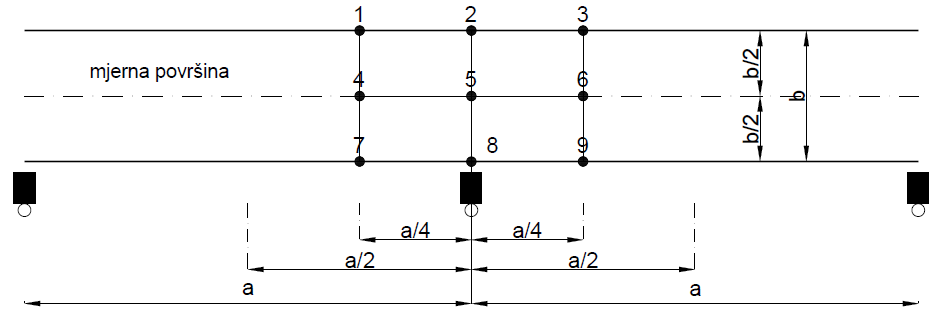 1 2 3
mjerna površina
4 5 6
b/2
b
b/2
7 8 9
a/4 a/4
a/2 a/2
a a